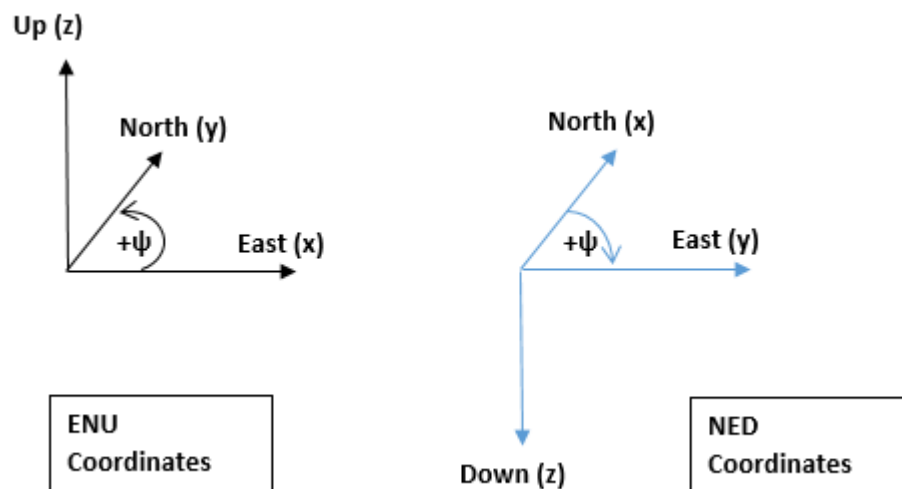 Up (z)
North (y)
+ψ
East (x)
ENU
Coordinates
North (x)
+ψ
East (y)
Down (z)
NED
Coordinates